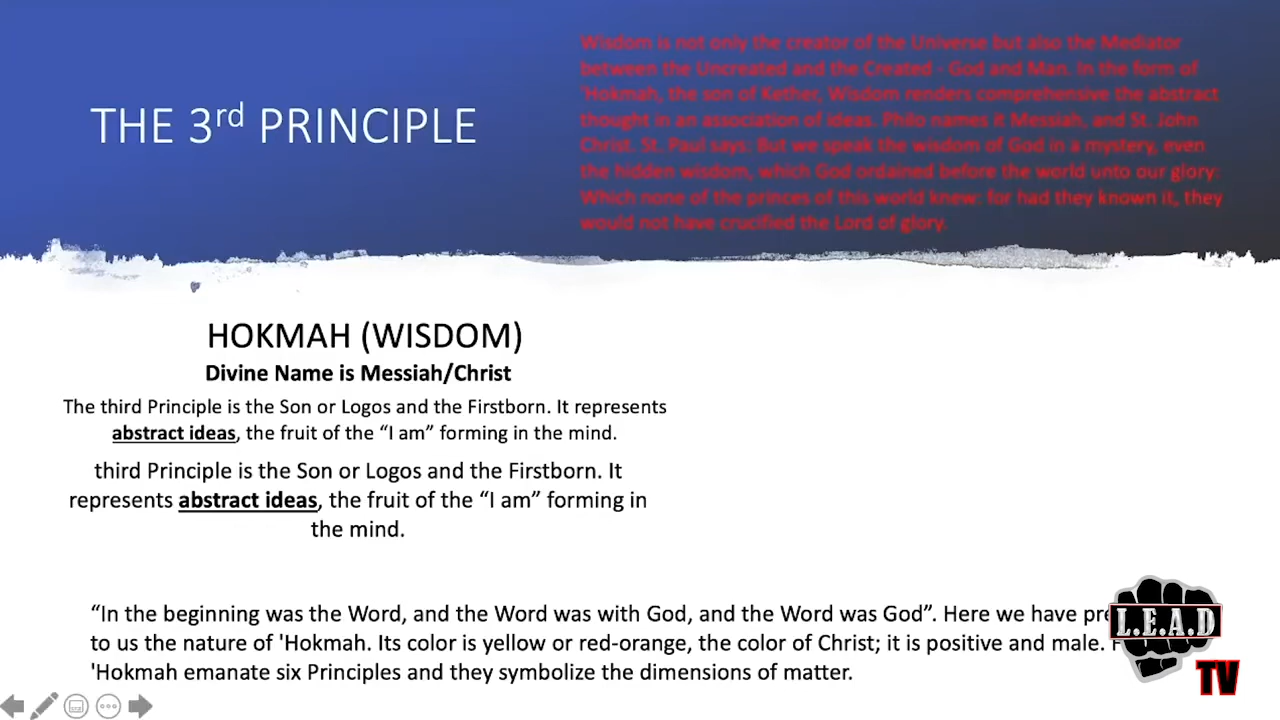 THE 3rd PRINCIPLE
Wisdom is not only the creator of the Universe but also the Mediator
between the Uncreated and the Created - God and Man. In the form of
'Hokmah, the son of Kether, Wisdom renders comprehensive the abstract
thought in an association of ideas. Philo names it Messiah, and St. John
Christ. St. Paul says: But we speak the wisdom of God in a mystery, even
the hidden wisdom, which God ordained before the world unto our glory:
Which none of the princes of this world knew: for had they known it, they
would not have crucified the Lord of glory.
HOKMAH (WISDOM)
Divine Name is Messiah/Christ
The third Principle is the Son or Logos and the Firstborn. It represents
abstract ideas, the fruit of the “I am” forming in the mind.
third Principle is the Son or Logos and the Firstborn. It
represents abstract ideas, the fruit of the “I am” forming in
the mind.
“In the beginning was the Word, and the Word was with God, and the Word was God”. Here we have
to us the nature of 'Hokmah. Its color is yellow or red-orange, the color of Christ; it is positive and male.
'Hokmah emanate six Principles and they symbolize the dimensions of matter.
L.E.A.D
TV